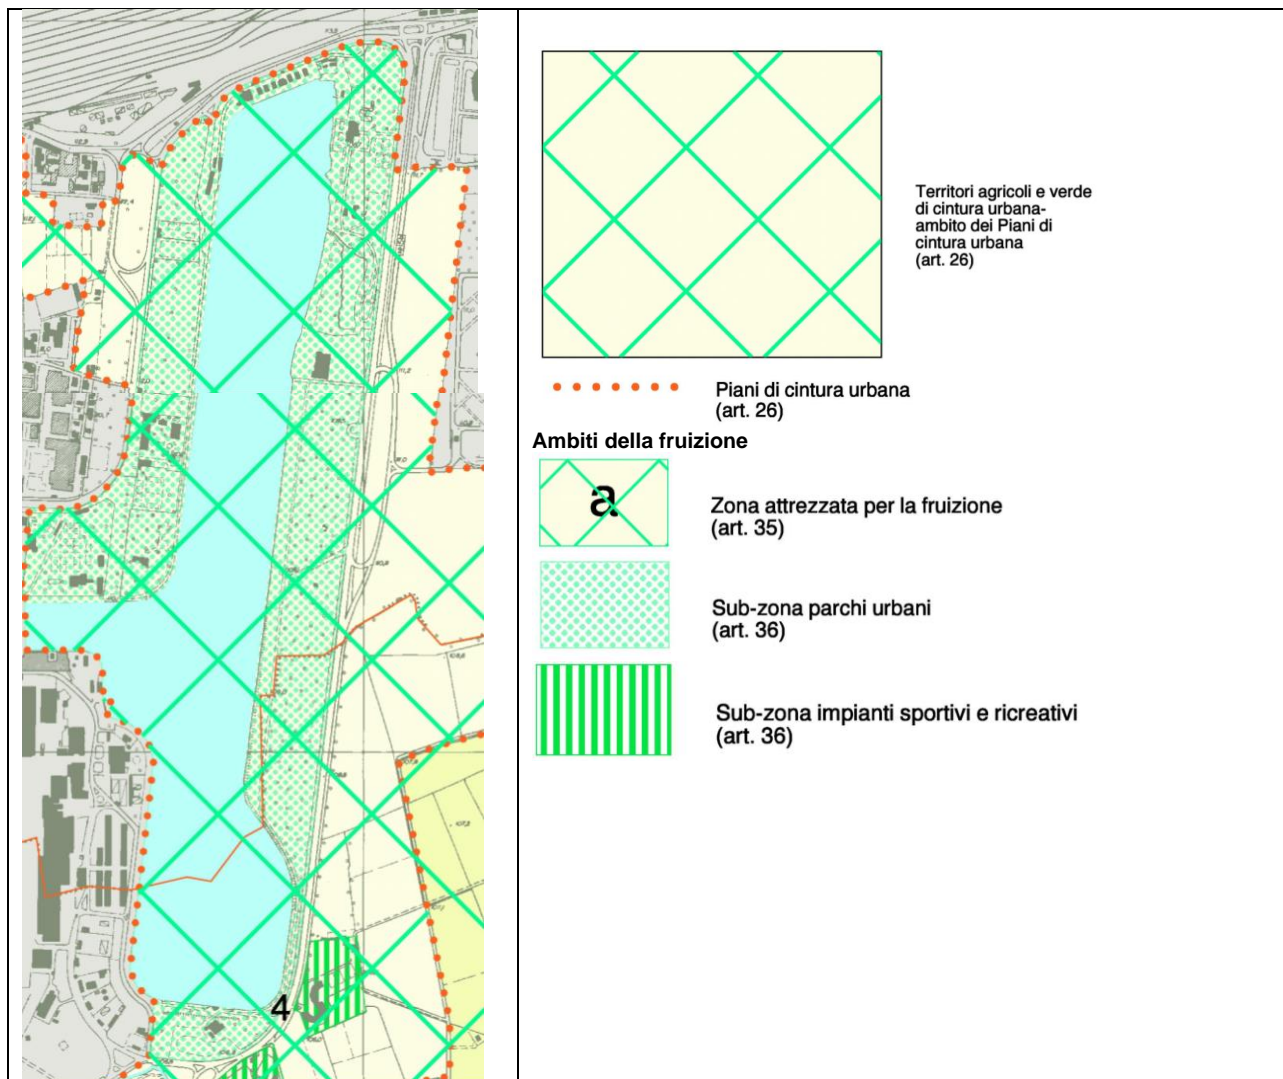 4
Territori agricoli e verde
di cintura urbana-
ambito dei Piani di
cintura urbana
(art. 26)
Piani di cintura urbana
(art. 26)
Ambiti della fruizione
a
Zona attrezzata per la fruizione
(art. 35)
Sub-zona parchi urbani
(art. 36)
Sub-zona impianti sportivi e ricreativi
(art. 36)